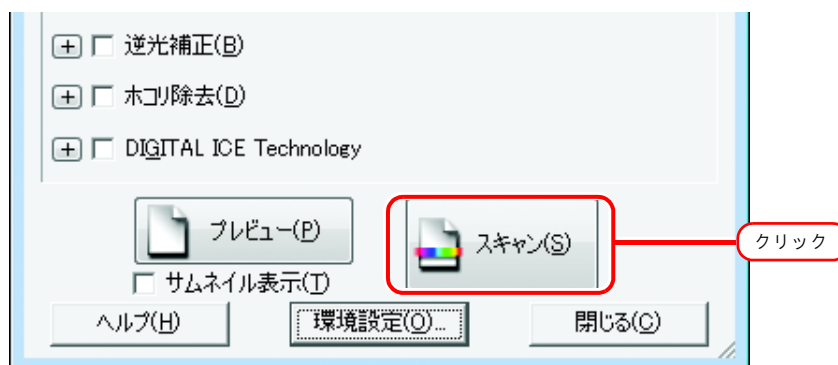 逆光補正(B)
ホコリ除去(D)
DIGITAL ICE Technology
プレビュー(P)
スキャン(S)
クリック
サムネイル表示(T)
ヘルプ(H)
環境設定(O)...
閉じる(C)